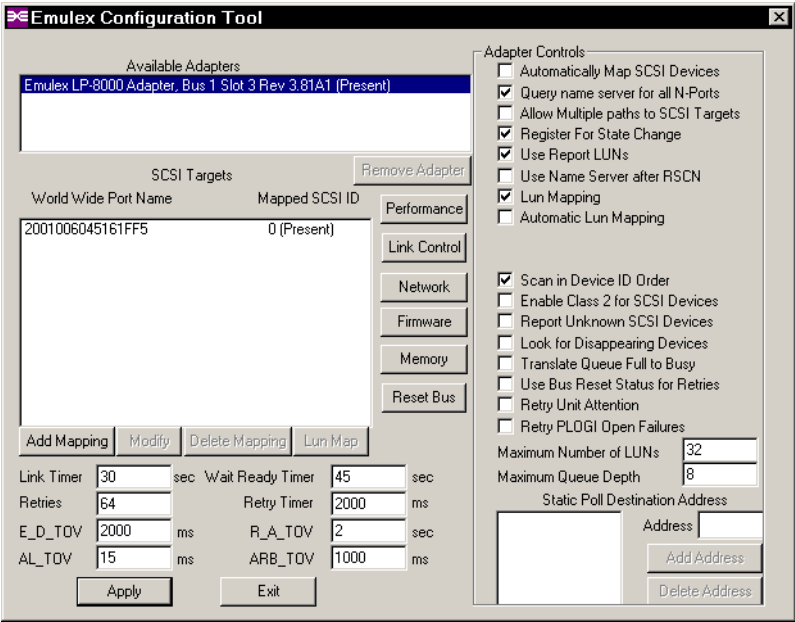 Emulex Configuration Tool
Available Adapters
Emulex LP-8000 Adapter, Bus 1 Slot 3 Rev 3.81A1 (Present)
Remove Adapter
SCSI Targets
World Wide Port Name Mapped SCSI ID
2001006045161FF5 0 (Present)
Performance
Link Control
Network
Firmware
Memory
Reset Bus
Add Mapping Modify Delete Mapping Lun Map
Link Timer 30 sec Wait Ready Timer 45 sec
Retries 64 Retry Timer 2000 ms
E_D_TOV 2000 ms R_A_TOV 2 sec
AL_TOV 15 ms ARB_TOV 1000 ms
Apply Exit
Adapter Controls
Automatically Map SCSI Devices
Query name server for all N-Ports
Allow Multiple paths to SCSI Targets
Register For State Change
Use Report LUNs
Use Name Server after RSCN
Lun Mapping
Automatic Lun Mapping
Scan in Device ID Order
Enable Class 2 for SCSI Devices
Report Unknown SCSI Devices
Look for Disappearing Devices
Translate Queue Full to Busy
Use Bus Reset Status for Retries
Retry Unit Attention
Retry PLOGI Open Failures
Maximum Number of LUNs 32
Maximum Queue Depth 8
Static Poll Destination Address
Address
Add Address
Delete Address